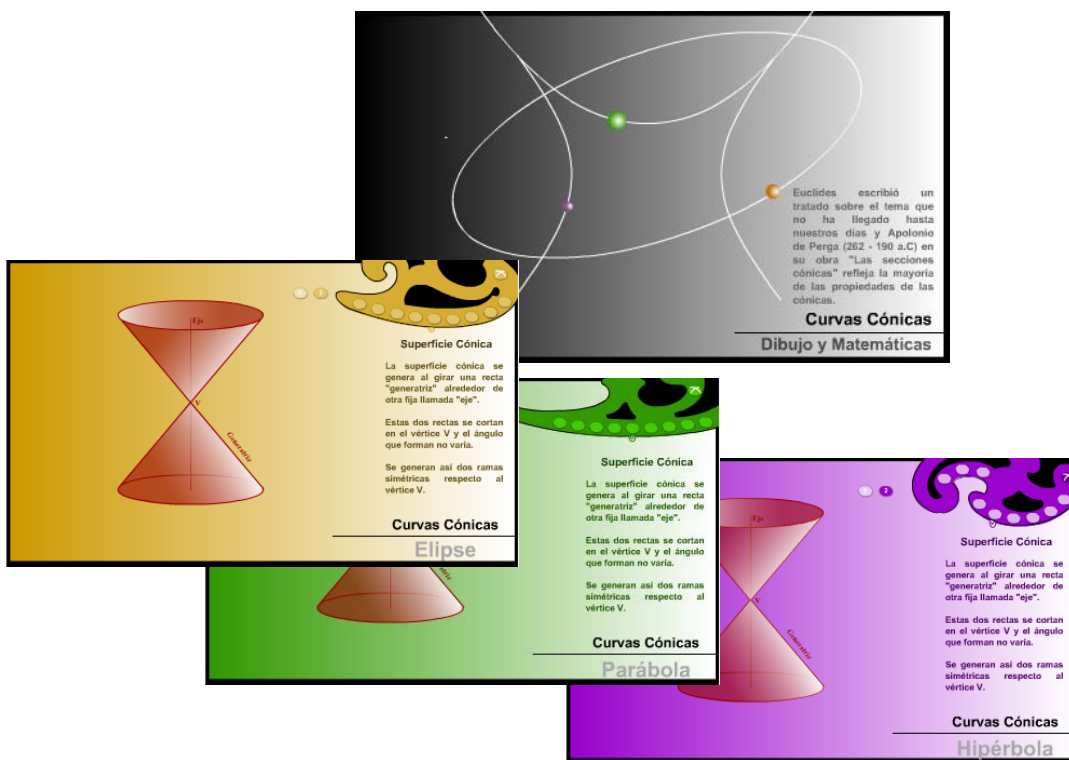 Euclides escribió un
tratado sobre el tema que
no ha llegado hasta
nuestros días y Apolonio
de Perga (262 - 190 a.C) en
su obra "Las secciones
cónicas" refleja la mayoría
de las propiedades de las
cónicas.
Curvas Cónicas
Dibujo y Matemáticas
1 2
Eje
V
Generatriz
Superficie Cónica
La superficie cónica se
genera al girar una recta
"generatriz" alrededor de
otra fija llamada "eje".
Estas dos rectas se cortan
en el vértice V y el ángulo
que forman no varía.
Se generan así dos ramas
simétricas respecto al
vértice V.
Curvas Cónicas
Elipse
Superficie Cónica
La superficie cónica se
genera al girar una recta
"generatriz" alrededor de
otra fija llamada "eje".
Estas dos rectas se cortan
en el vértice V y el ángulo
que forman no varía.
Se generan así dos ramas
simétricas respecto al
vértice V.
Curvas Cónicas
Parábola
1 2
Eje
V
Generatriz
Superficie Cónica
La superficie cónica se
genera al girar una recta
"generatriz" alrededor de
otra fija llamada "eje".
Estas dos rectas se cortan
en el vértice V y el ángulo
que forman no varía.
Se generan así dos ramas
simétricas respecto al
vértice V.
Curvas Cónicas
Hipérbola